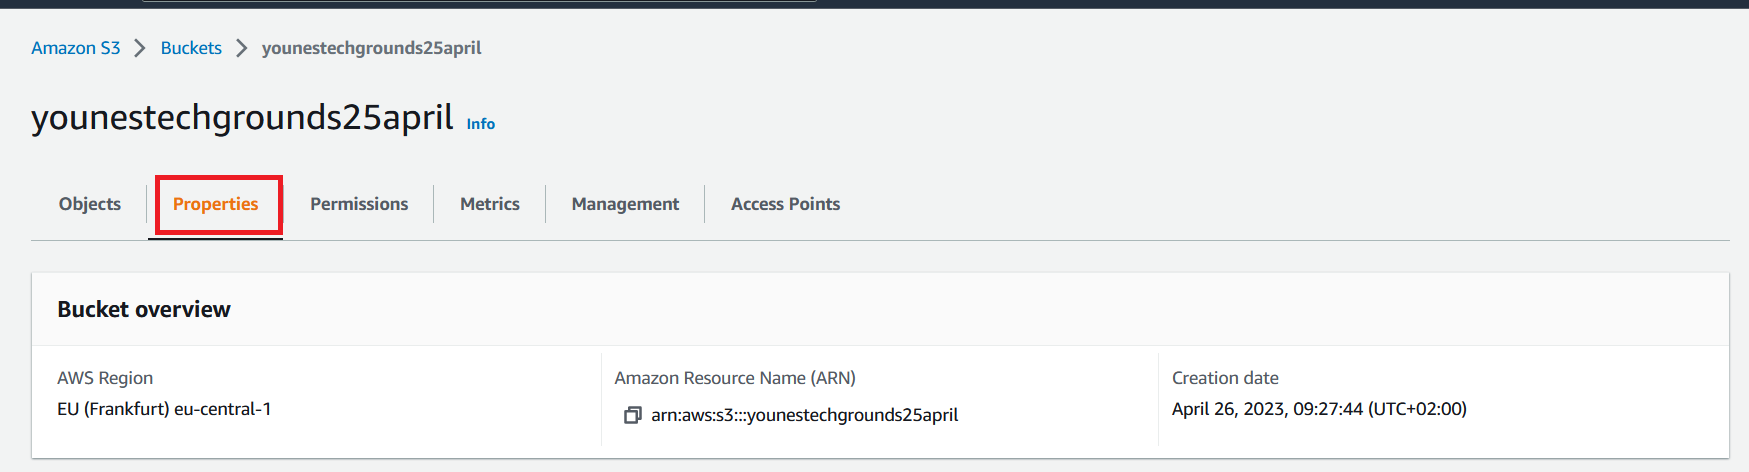 Amazon S3 > Buckets > younestechgrounds25april
younestechgrounds25april Info
Objects Properties Permissions Metrics Management Access Points
Bucket overview
AWS Region Amazon Resource Name (ARN) Creation date
EU (Frankfurt) eu-central-1 arn:aws:s3:::younestechgrounds25april April 26, 2023, 09:27:44 (UTC+02:00)